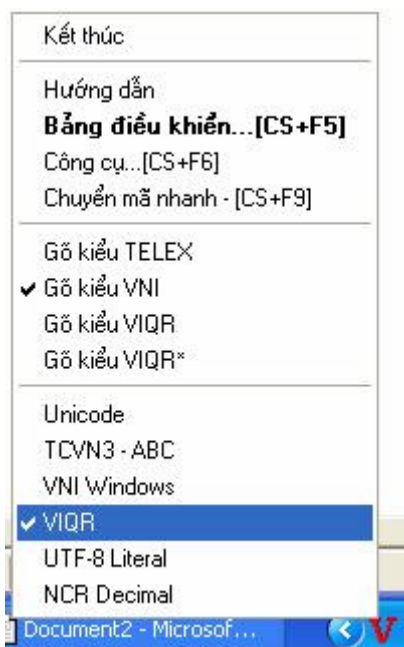 Kết thúc
Hướng dẫn
Bảng điều khiển...[CS+F5]
Công cụ...[CS+F6]
Chuyển mã nhanh - [CS+F9]
Gõ kiểu TELEX
Gõ kiểu VNI
Gõ kiểu VIQR
Gõ kiểu VIQR*
Unicode
TCVN3 - ABC
VNI Windows
VIQR
UTF-8 Literal
NCR Decimal
Document2 - Microsof...
V